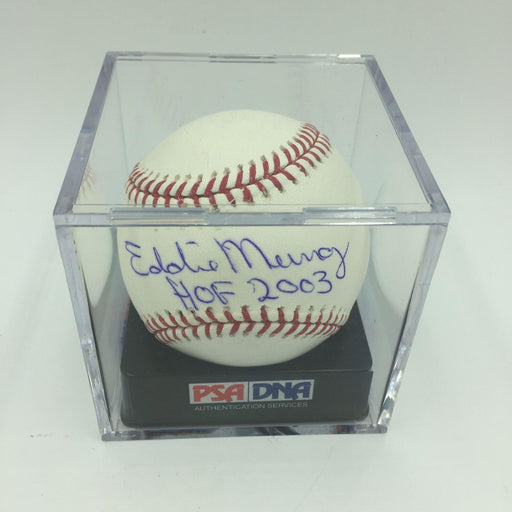 Eddie Murray
HOF 2003
PSA DNA
AUTHENTICATION SERVICES